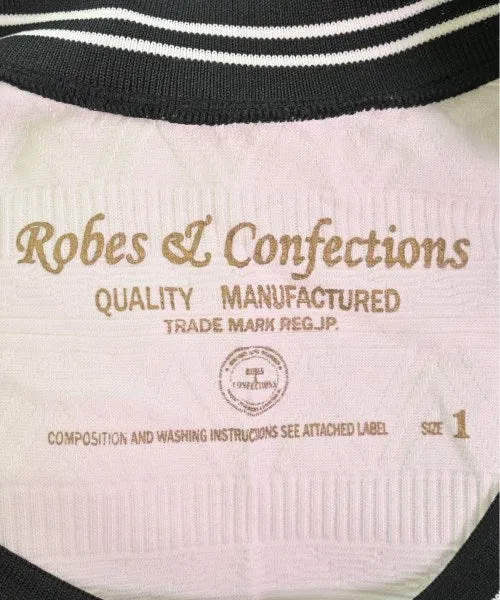 Robes & Confections
QUALITY MANUFACTURED
TRADE MARK REG.JP.
ROBES
&
CONFECTIONS
COMPOSITION AND WASHING INSTRUCTIONS SEE ATTACHED LABEL
SIZE 1